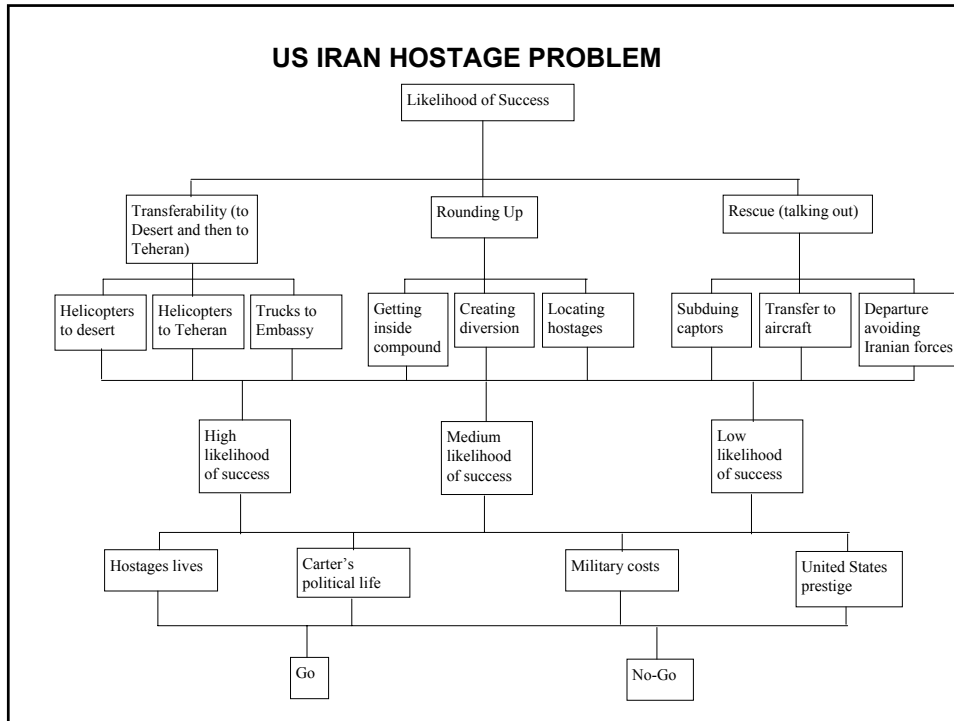 US IRAN HOSTAGE PROBLEM
Likelihood of Success
Transferability (to
Desert and then to
Teheran)
Rounding Up
Rescue (talking out)
Helicopters
to desert
Helicopters
to Teheran
Trucks to
Embassy
Getting
inside
compound
Creating
diversion
Locating
hostages
Subduing
captors
Transfer to
aircraft
Departure
avoiding
Iranian forces
High
likelihood
of success
Medium
likelihood
of success
Low
likelihood
of success
Hostages lives
Carter’s
political life
Military costs
United States
prestige
Go
No-Go